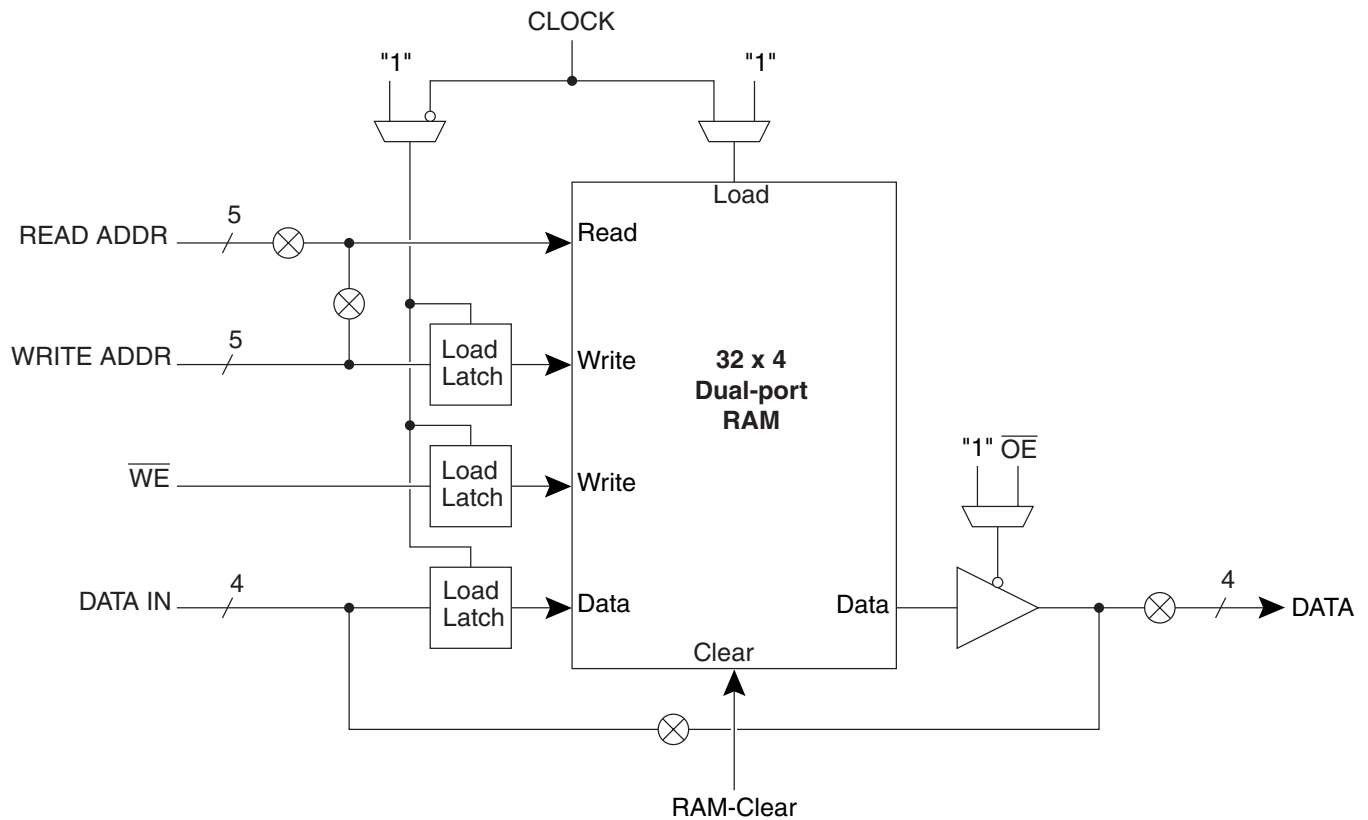 CLOCK
"1"
"1"
Load
5
READ ADDR
Read
5
WRITE ADDR
Load
Latch
Write
32 x 4
Dual-port
RAM
WE
Load
Latch
Write
"1" OE
4
DATA IN
Load
Latch
Data
Data
4
DATA
Clear
RAM-Clear